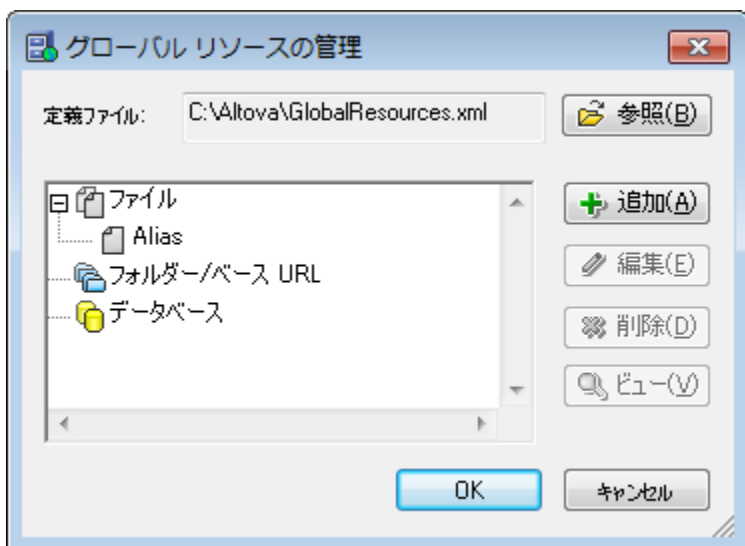 グローバル リソースの管理
定義ファイル: C:\Altova\GlobalResources.xml 参照(B)
ファイル
Alias
フォルダー/ベース URL
データベース
追加(A)
編集(E)
削除(D)
ビュー(V)
OK キャンセル